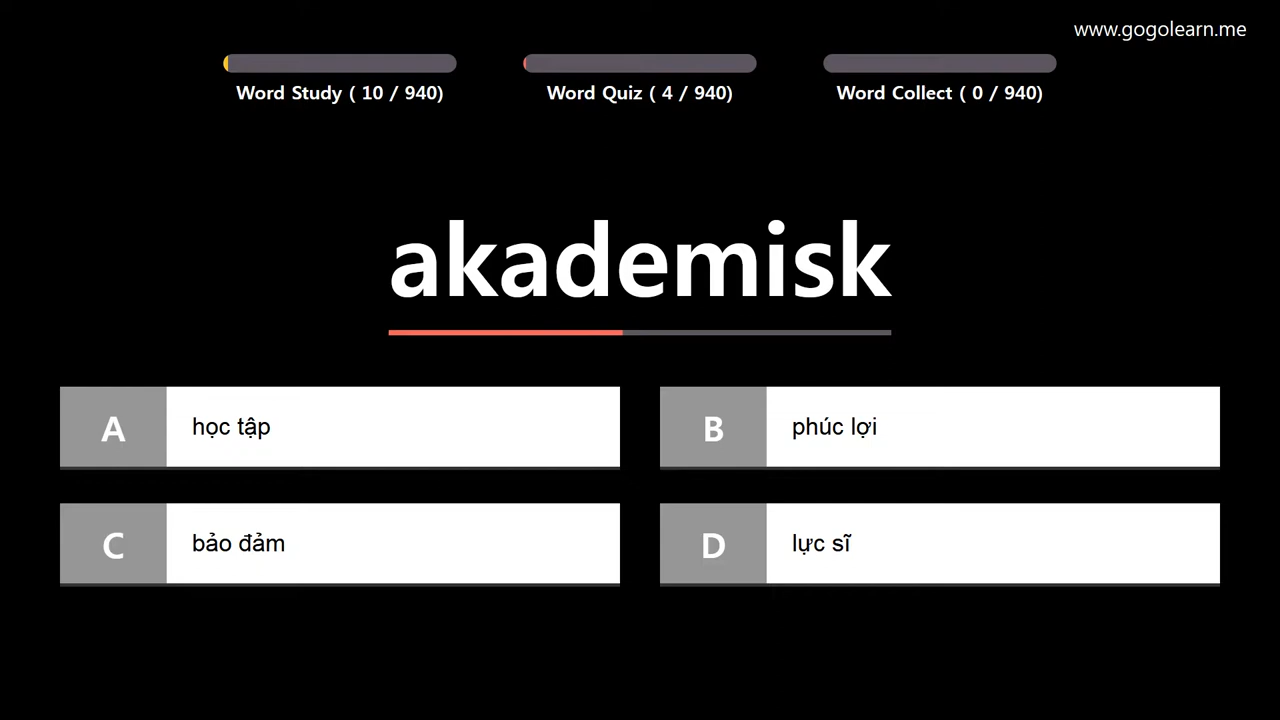 www.gogolearn.me
Word Study ( 10 / 940)
Word Quiz ( 4 / 940)
Word Collect ( 0 / 940)
akademisk
A học tập
B phúc lợi
C bảo đảm
D lực sĩ